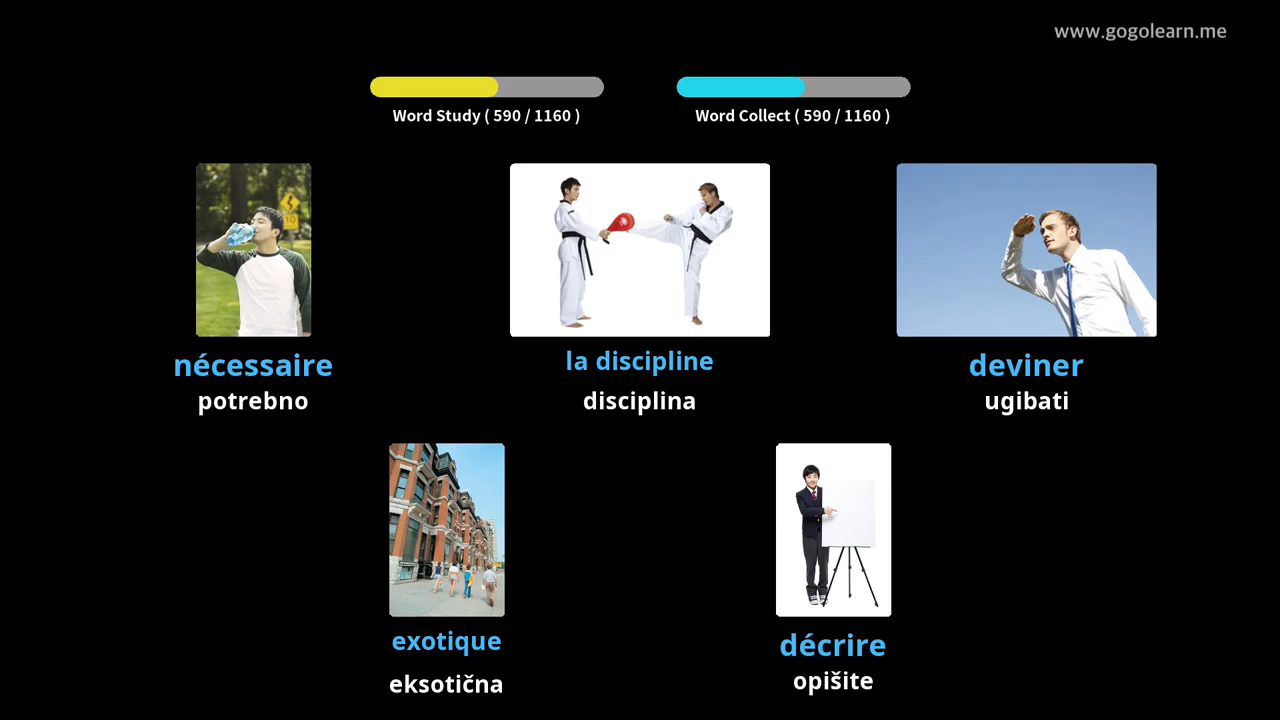 www.gogolearn.me
Word Study ( 590 / 1160 )
Word Collect ( 590 / 1160 )
nécessaire
potrebno
la discipline
disciplina
deviner
ugibati
exotique
eksotična
décrire
opišite